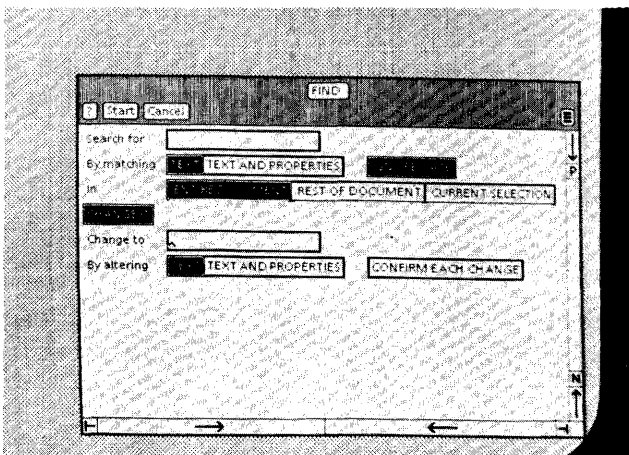 FIND
? Start Cancel
Search for
By matching TEXT TEXT AND PROPERTIES
In REST OF DOCUMENT CURRENT SELECTION
Change to
By altering TEXT AND PROPERTIES CONFIRM EACH CHANGE
P
N